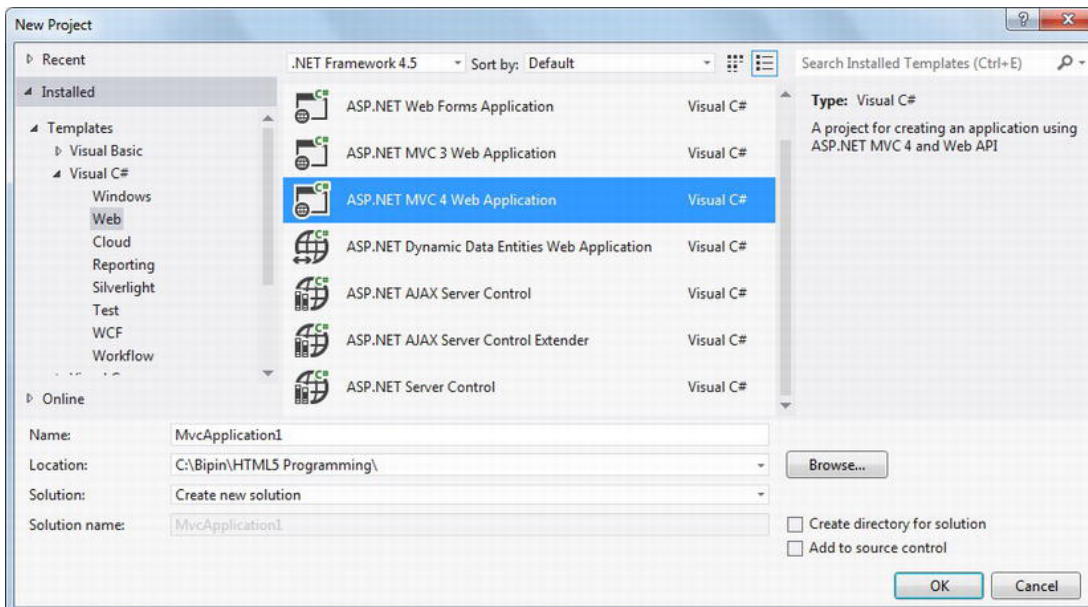 New Project
Recent
.NET Framework 4.5 Sort by: Default Search Installed Templates (Ctrl+E)
Installed
Templates
Visual Basic
Visual C#
Windows
Web
Cloud
Reporting
Silverlight
Test
WCF
Workflow
Online
C# ASP.NET Web Forms Application Visual C#
C# ASP.NET MVC 3 Web Application Visual C#
C# ASP.NET MVC 4 Web Application Visual C#
C# ASP.NET Dynamic Data Entities Web Application Visual C#
C# ASP.NET AJAX Server Control Visual C#
C# ASP.NET AJAX Server Control Extender Visual C#
C# ASP.NET Server Control Visual C#
Type: Visual C#
A project for creating an application using
ASP.NET MVC 4 and Web API
Name: MvcApplication1
Location: C:\Bipin\HTML5 Programming\ Browse...
Solution: Create new solution
Solution name: MvcApplication1
Create directory for solution
Add to source control
OK Cancel